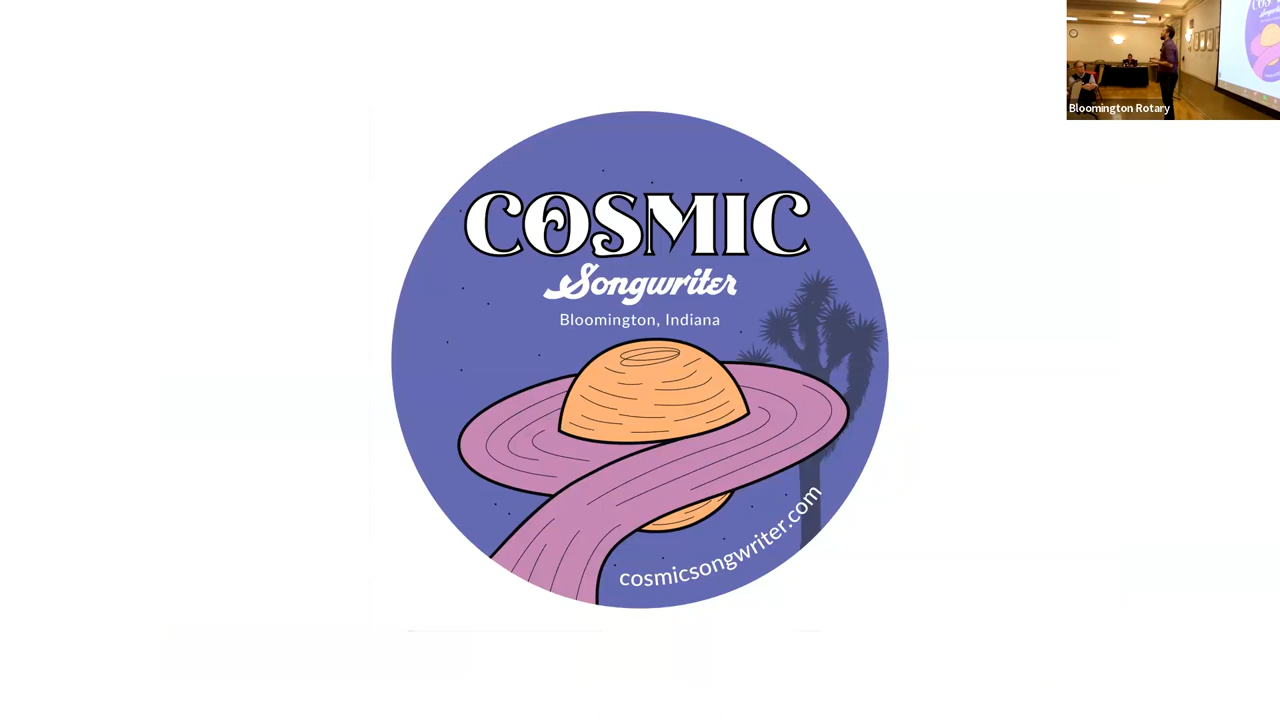 COSMIC
Songwriter
Bloomington, Indiana
cosmicsongwriter.com
Bloomington Rotary